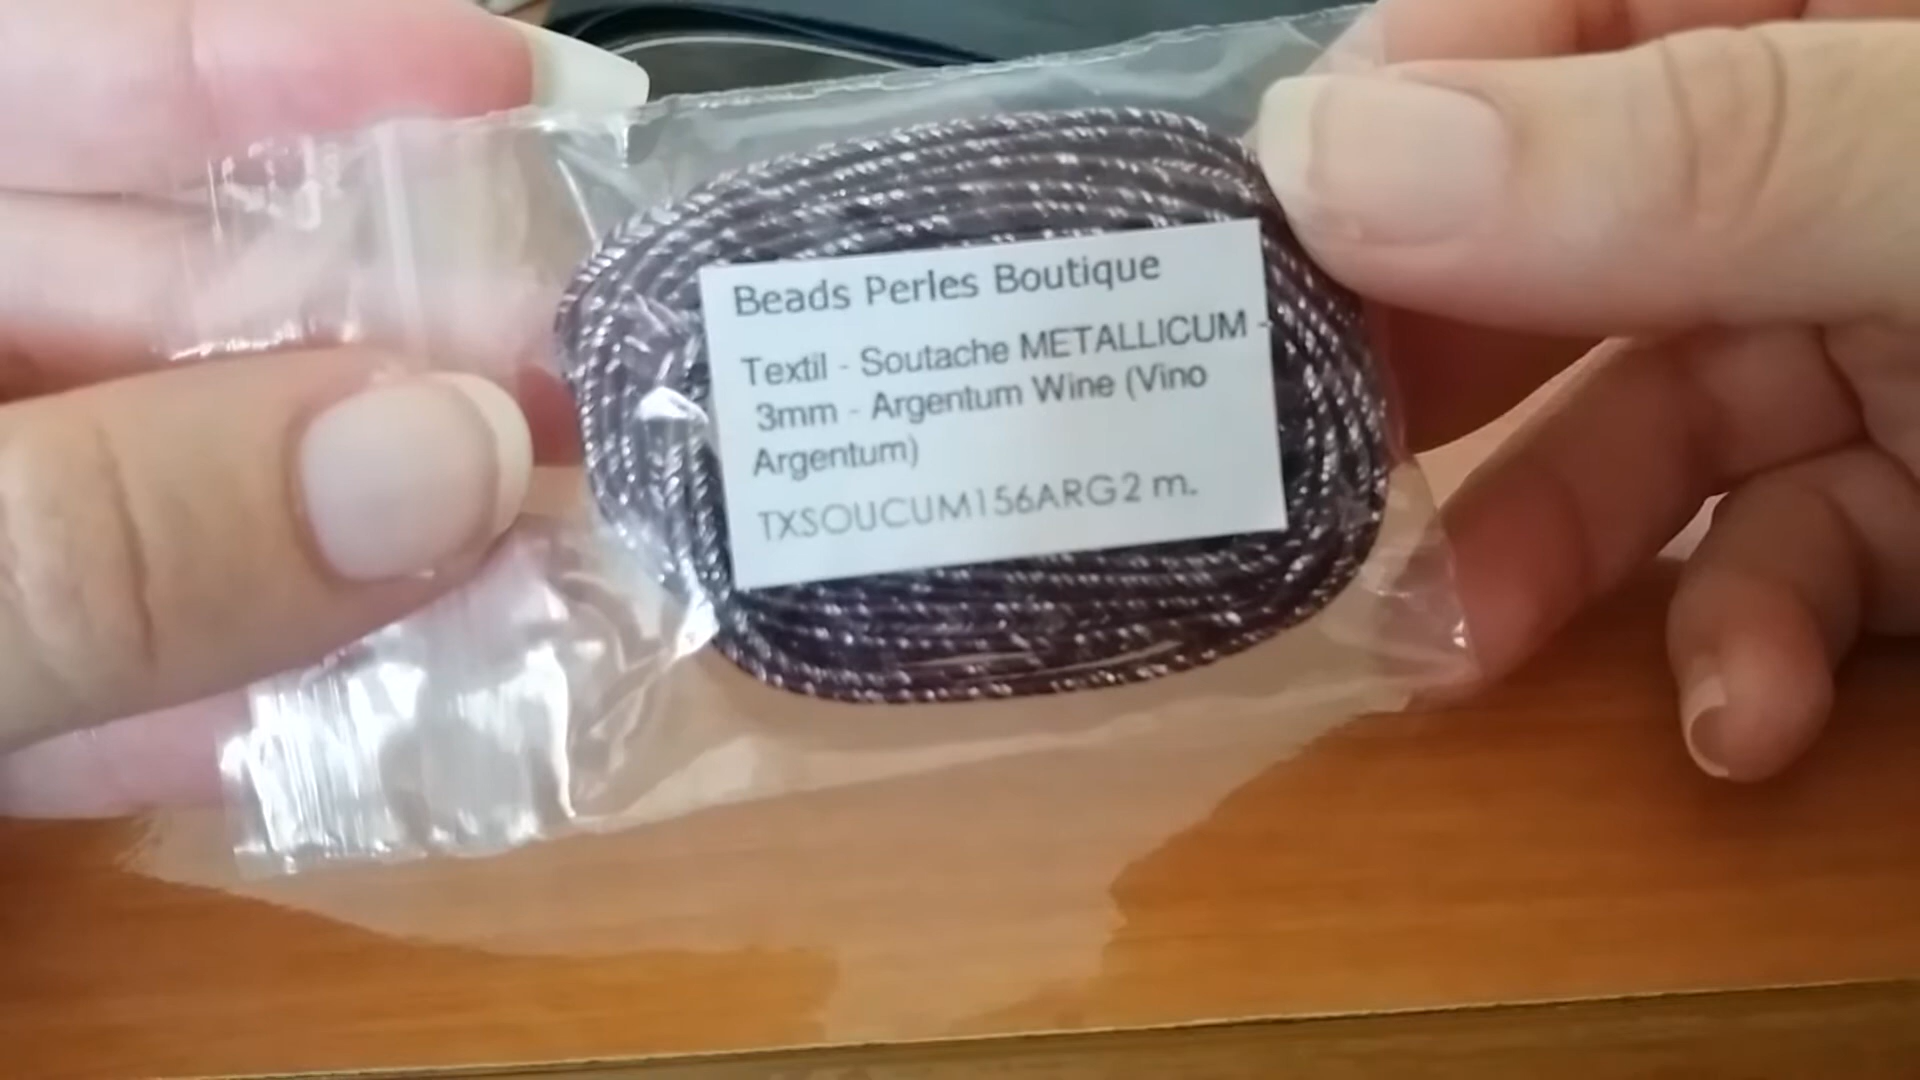 Beads Perles Boutique
Textil - Soutache METALLICUM -
3mm - Argentum Wine (Vino
Argentum)
TXSOUCUM156ARG2 m.